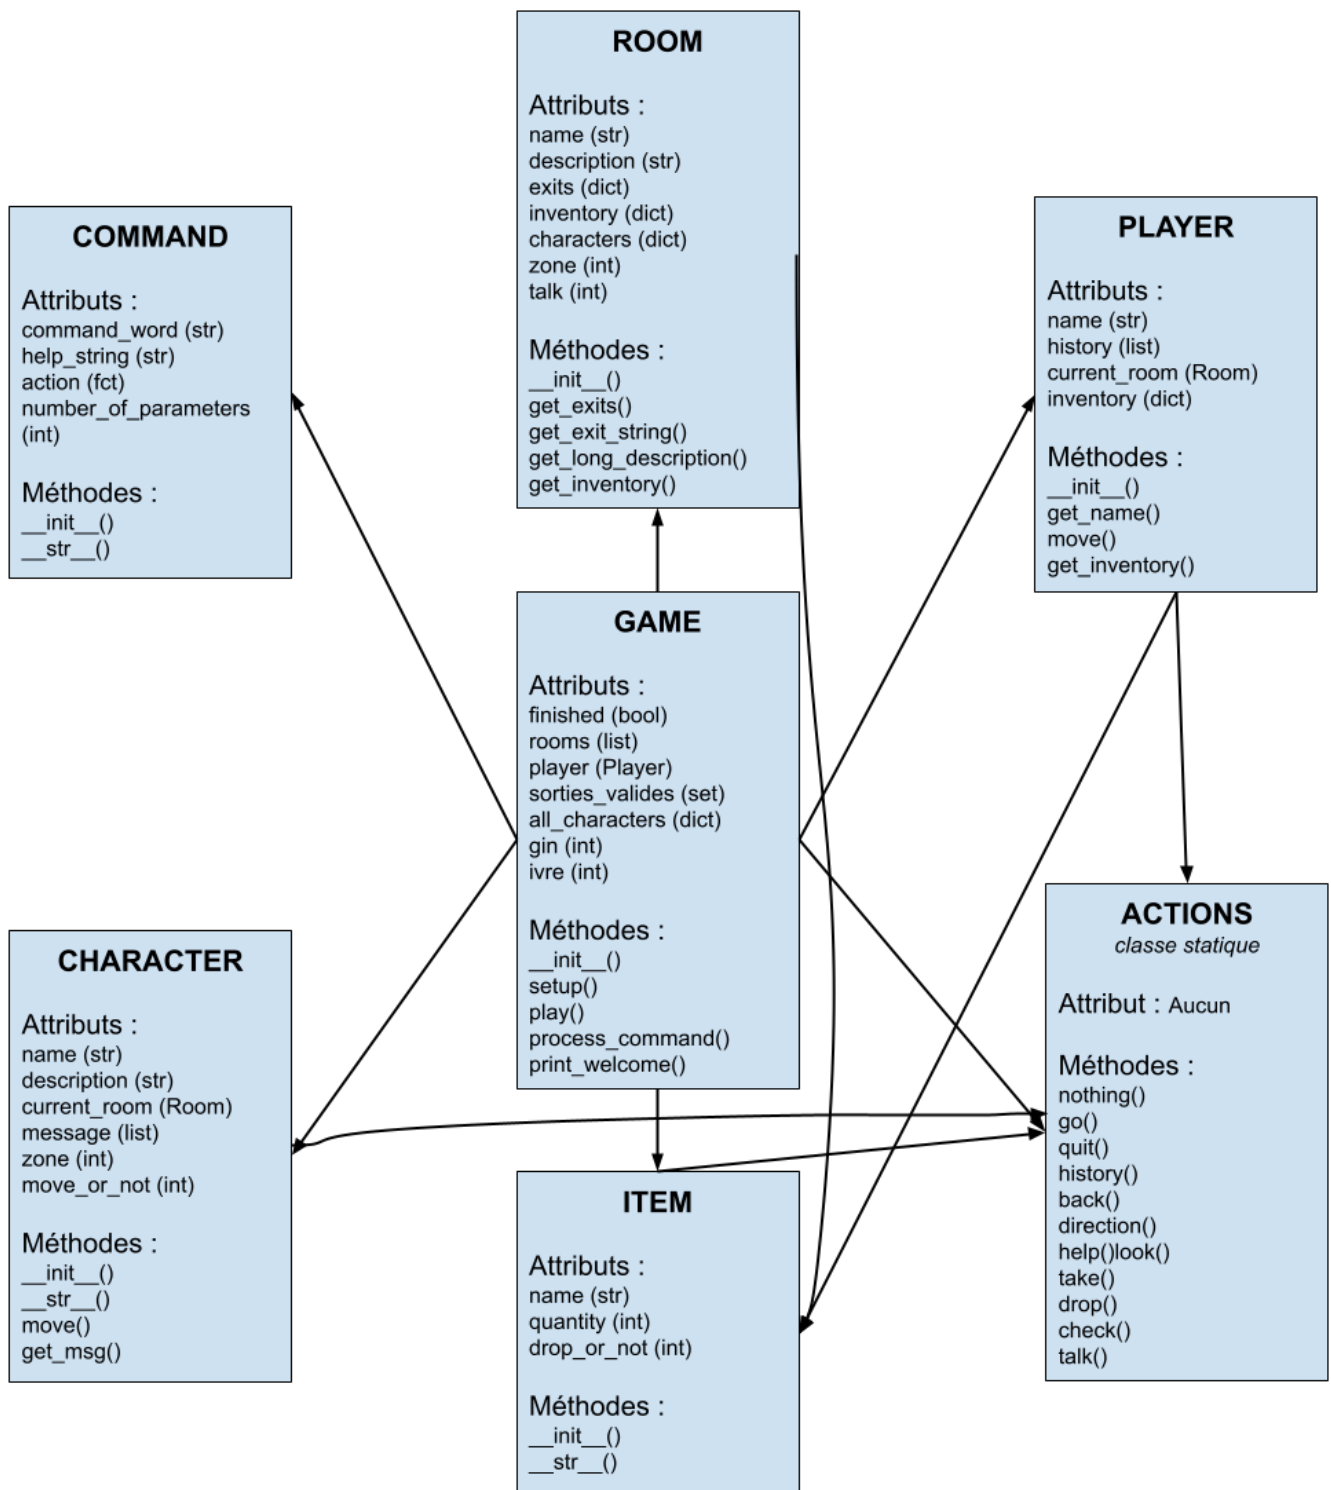 ROOM
Attributs :
name (str)
description (str)
exits (dict)
inventory (dict)
characters (dict)
zone (int)
talk (int)
Méthodes :
__init__()
get_exits()
get_exit_string()
get_long_description()
get_inventory()
COMMAND
Attributs :
command_word (str)
help_string (str)
action (fct)
number_of_parameters
(int)
Méthodes :
__init__()
__str__()
PLAYER
Attributs :
name (str)
history (list)
current_room (Room)
inventory (dict)
Méthodes :
__init__()
get_name()
move()
get_inventory()
GAME
Attributs :
finished (bool)
rooms (list)
player (Player)
sorties_valides (set)
all_characters (dict)
gin (int)
ivre (int)
Méthodes :
__init__()
setup()
play()
process_command()
print_welcome()
CHARACTER
Attributs :
name (str)
description (str)
current_room (Room)
message (list)
zone (int)
move_or_not (int)
Méthodes :
__init__()
__str__()
move()
get_msg()
ACTIONS
classe statique
Attribut : Aucun
Méthodes :
nothing()
go()
quit()
history()
back()
direction()
help()look()
take()
drop()
check()
talk()
ITEM
Attributs :
name (str)
quantity (int)
drop_or_not (int)
Méthodes :
__init__()
__str__()